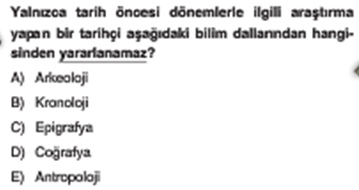 Yalnızca tarih öncesi dönemlerle ilgili araştırma
yapan bir tarihçi aşağıdaki bilim dallarından hangi-
sinden yararlanamaz?
A) Arkeoloji
B) Kronoloji
C) Epigrafya
D) Coğrafya
E) Antropoloji